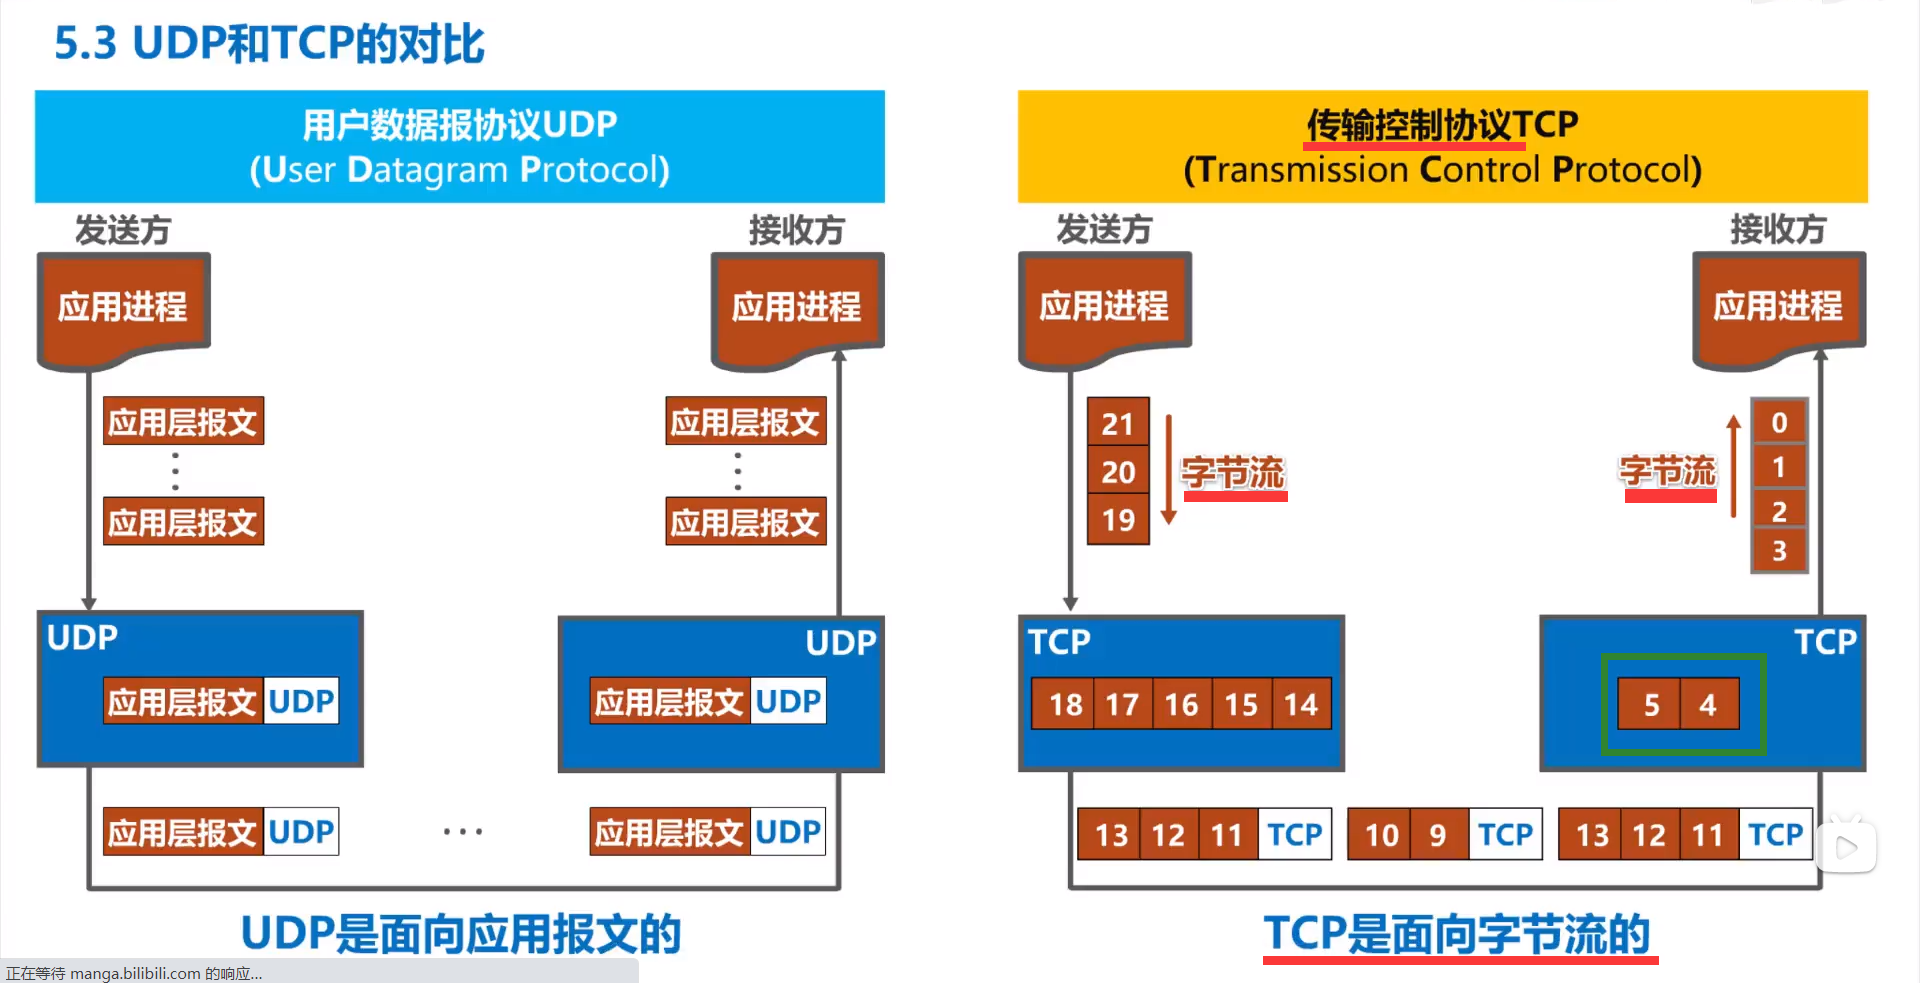 5.3 UDP和TCP的对比
用户数据报协议UDP
(User Datagram Protocol)
发送方
接收方
应用进程
应用进程
应用层报文
应用层报文
应用层报文
应用层报文
UDP
UDP
应用层报文 UDP
应用层报文 UDP
应用层报文 UDP
...
应用层报文 UDP
UDP是面向应用报文的
传输控制协议TCP
(Transmission Control Protocol)
发送方
接收方
应用进程
应用进程
21
20
19
字节流
字节流
0
1
2
3
TCP
TCP
18 17 16 15 14
5 4
13 12 11 TCP
10 9 TCP
13 12 11 TCP
TCP是面向字节流的
正在等待 manga.bilibili.com 的响应...